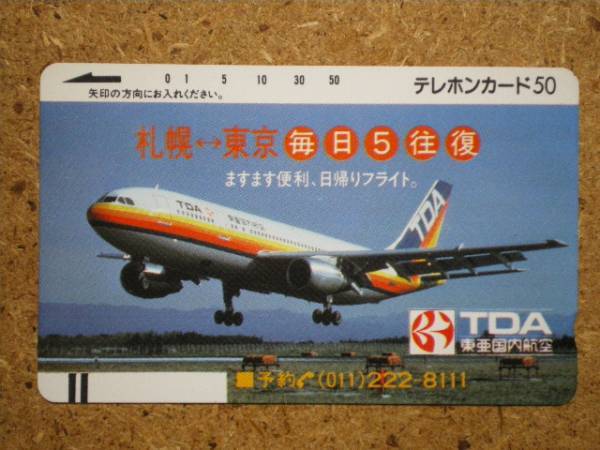 0 1 5 10 30 50
テレホンカード50
矢印の方向にお入れください。
札幌↔東京毎日5往復
ますます便利、日帰りフライト。
TDA
TDA
TDA
東亜国内航空
■予約 (011)222-8111